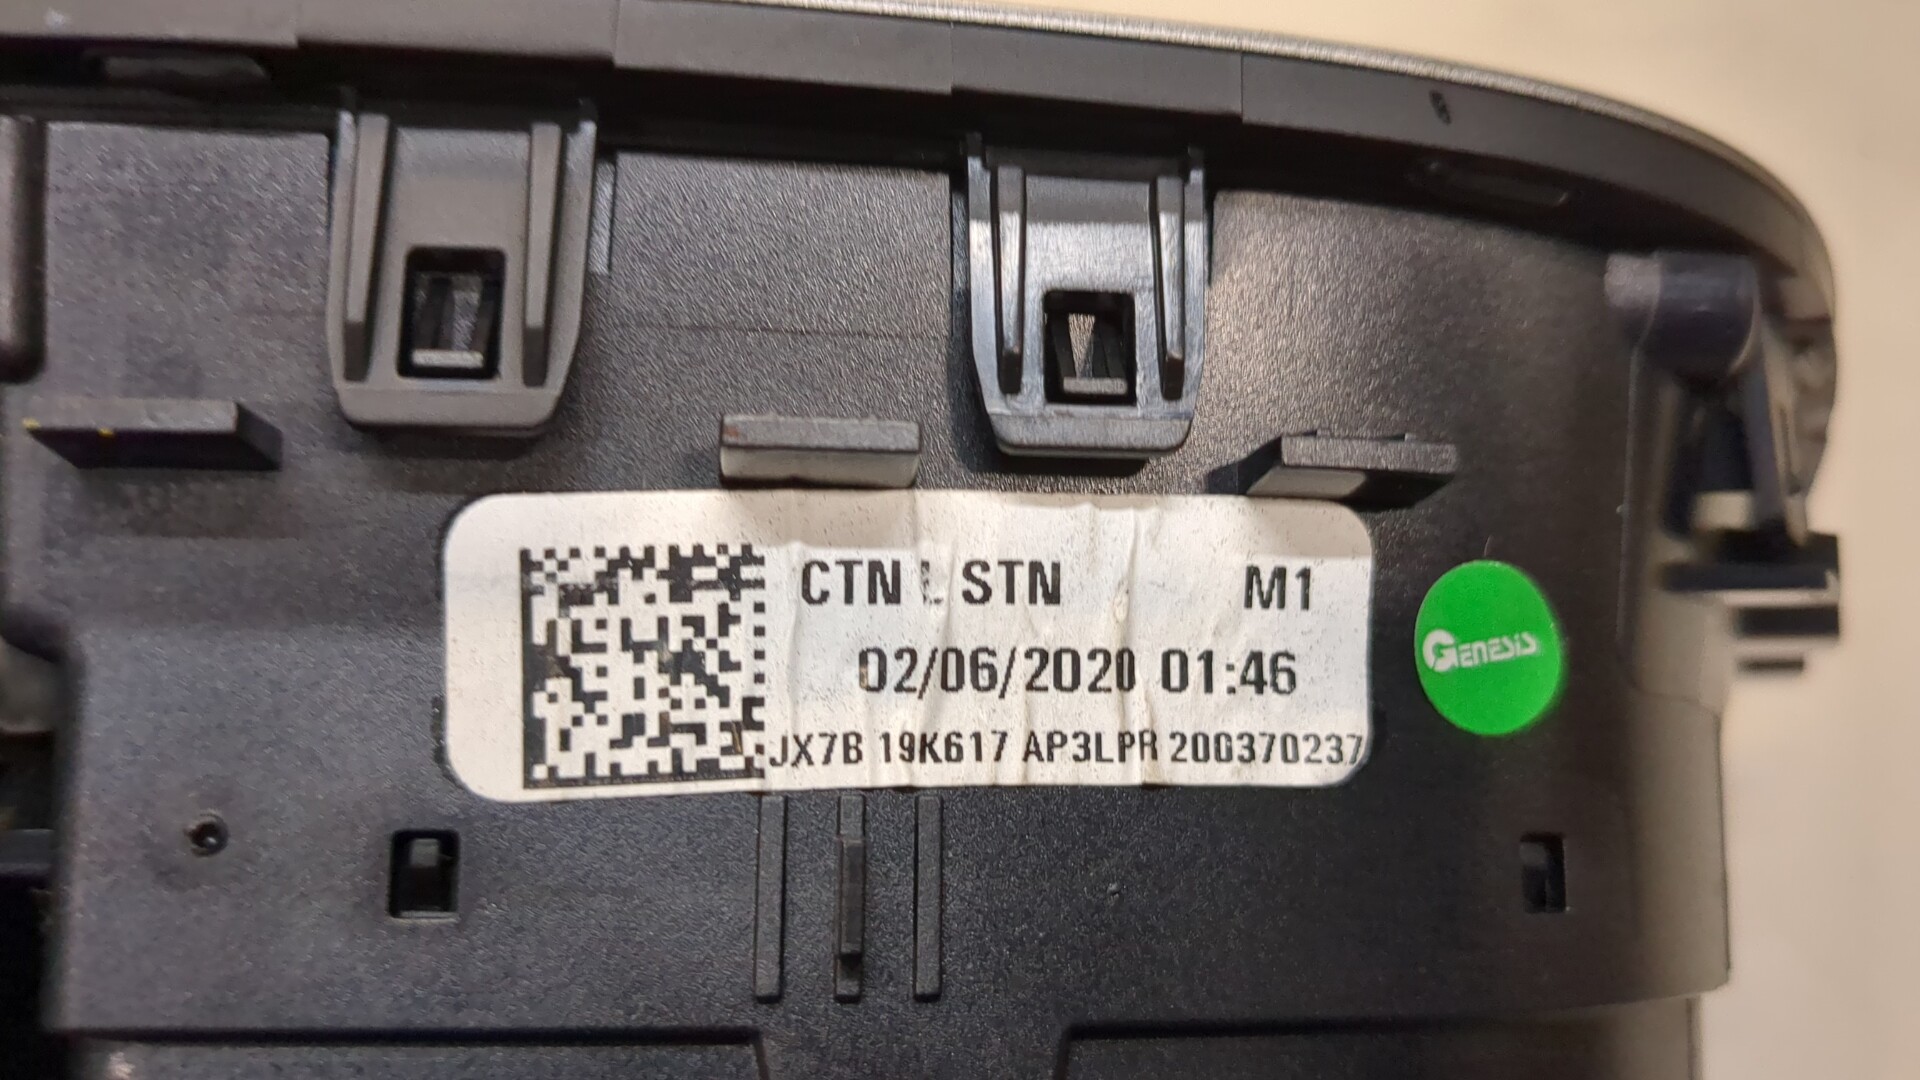 CTN L STN M1
02/06/2020 01:46
JX7B 19K617 AP3LPR 200370237
GENESIS